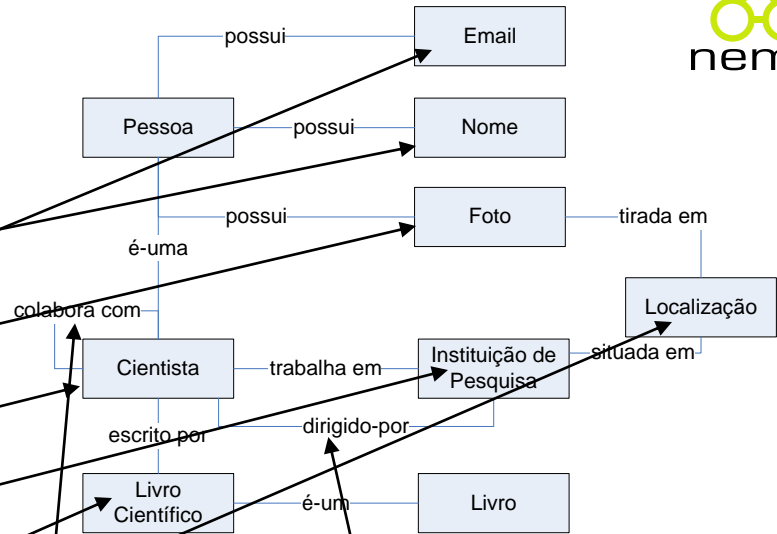 possui
Email
nem
Pessoa
possui
Nome
possui
Foto
tirada em
é-uma
colabora com
Localização
Cientista
trabalha em
Instituição de
Pesquisa
situada em
escrito por
dirigido-por
Livro
Científico
é-um
Livro